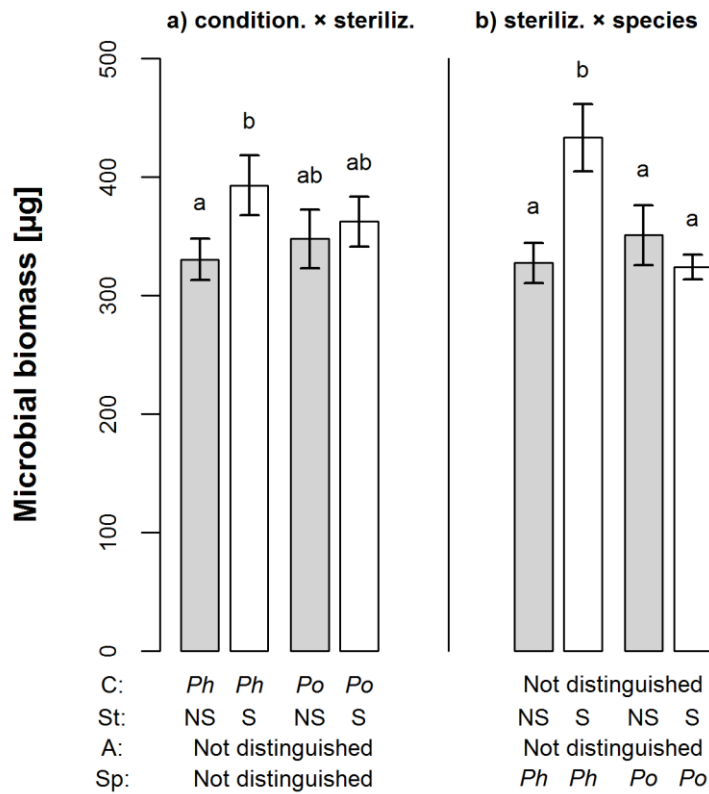 a) condition. × steriliz.
b) steriliz. × species
Microbial biomass [µg]
500
400
300
200
100
0
a
b
ab
ab
a
b
a
a
C: Ph Ph Po Po Not distinguished
St: NS S NS S NS S NS S
A: Not distinguished Not distinguished
Sp: Not distinguished Ph Ph Po Po